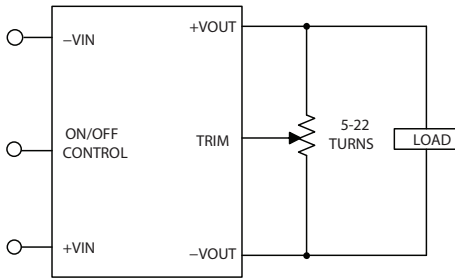 −VIN
+VOUT
ON/OFF
CONTROL
TRIM
5-22
TURNS
LOAD
+VIN
−VOUT